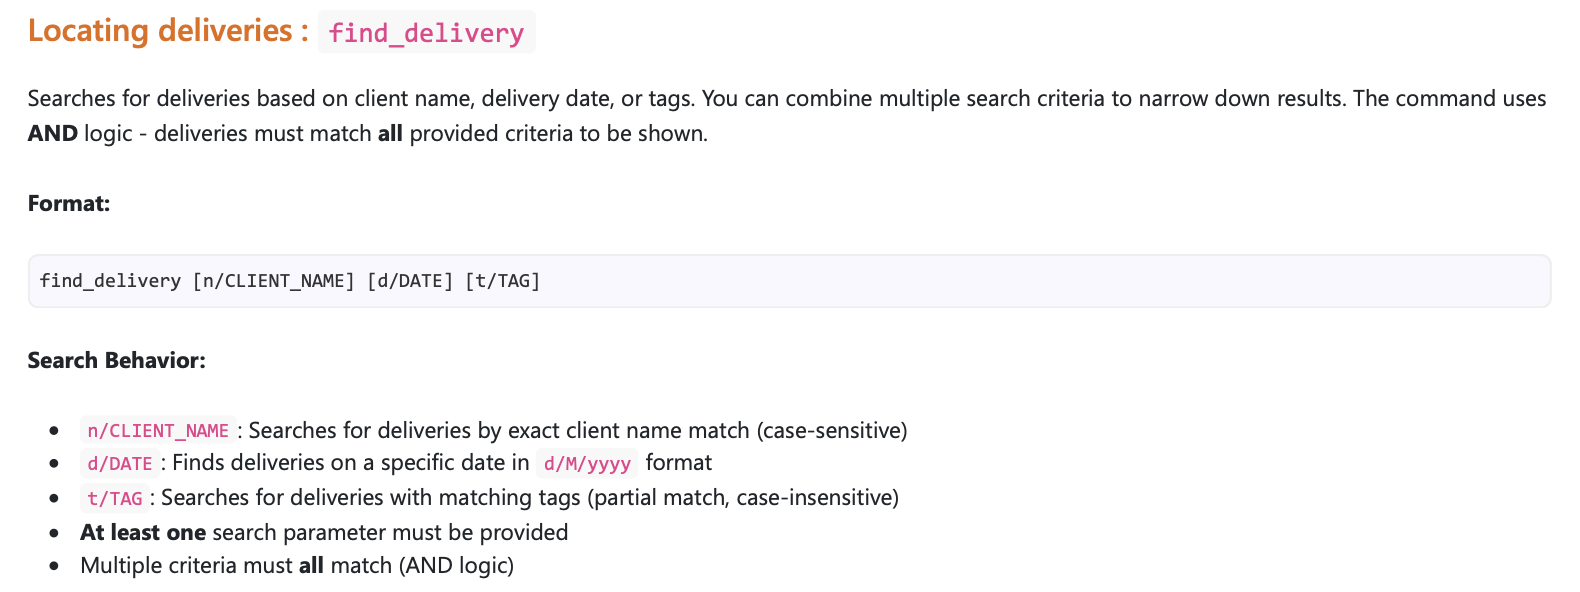 Locating deliveries : find_delivery
Searches for deliveries based on client name, delivery date, or tags. You can combine multiple search criteria to narrow down results. The command uses
AND logic - deliveries must match all provided criteria to be shown.
Format:
find_delivery [n/CLIENT_NAME] [d/DATE] [t/TAG]
Search Behavior:
• n/CLIENT_NAME : Searches for deliveries by exact client name match (case-sensitive)
• d/DATE : Finds deliveries on a specific date in d/M/yyyy format
• t/TAG : Searches for deliveries with matching tags (partial match, case-insensitive)
• At least one search parameter must be provided
• Multiple criteria must all match (AND logic)